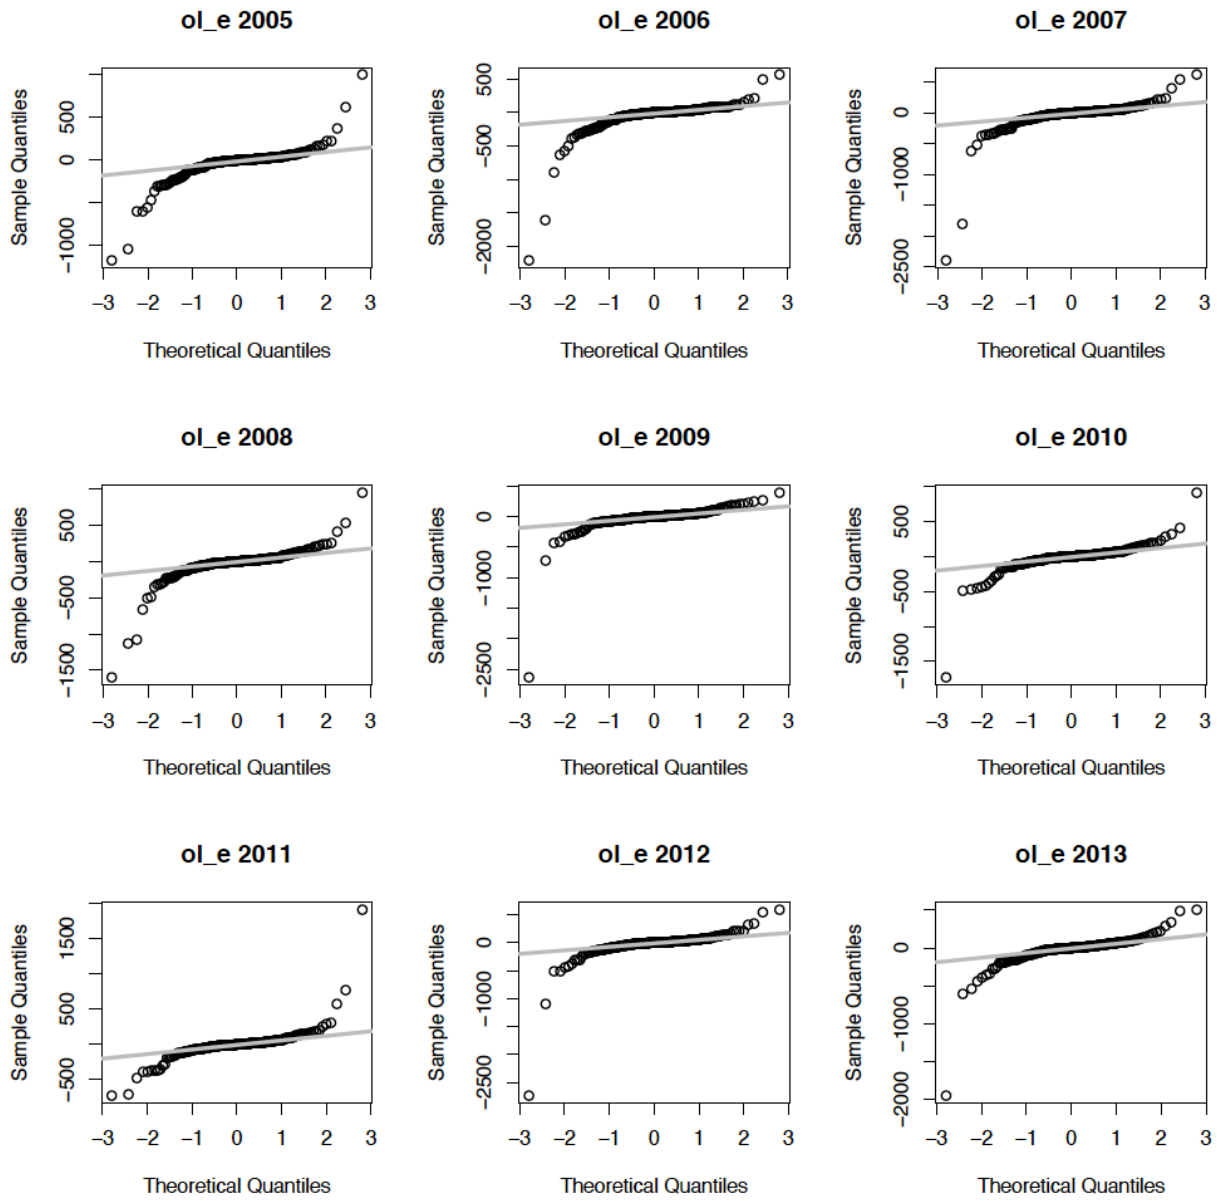 ol_e 2005 ol_e 2006 ol_e 2007
Sample Quantiles Sample Quantiles Sample Quantiles
−1000 0 500
−2000 −500 500
−2500 −1000 0
−3 −2 −1 0 1 2 3 −3 −2 −1 0 1 2 3 −3 −2 −1 0 1 2 3
Theoretical Quantiles Theoretical Quantiles Theoretical Quantiles
ol_e 2008 ol_e 2009 ol_e 2010
Sample Quantiles Sample Quantiles Sample Quantiles
−1500 −500 500
−2500 −1000 0
−1500 −500 500
−3 −2 −1 0 1 2 3 −3 −2 −1 0 1 2 3 −3 −2 −1 0 1 2 3
Theoretical Quantiles Theoretical Quantiles Theoretical Quantiles
ol_e 2011 ol_e 2012 ol_e 2013
Sample Quantiles Sample Quantiles Sample Quantiles
−500 500 1500
−2500 −1000 0
−2000 −1000 0
−3 −2 −1 0 1 2 3 −3 −2 −1 0 1 2 3 −3 −2 −1 0 1 2 3
Theoretical Quantiles Theoretical Quantiles Theoretical Quantiles